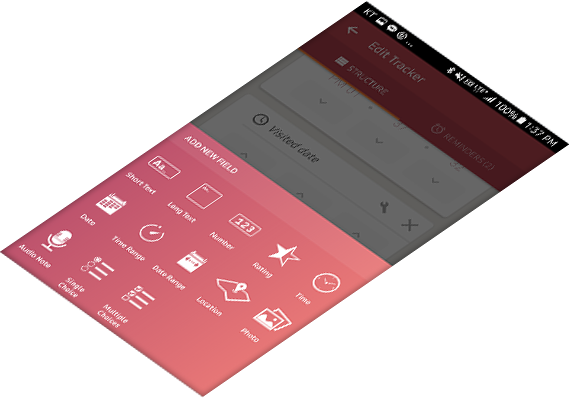 KT ... LTE 100% 1:37 PM
Edit Tracker
STRUCTURE
REMINDERS (1)
Visited date
ADD NEW FIELD
Aa
123
Short Text
Long Text
Number
Rating
Time
Date
Time Range
Date Range
Location
Photo
Audio Note
Single
Choice
Multiple
Choices